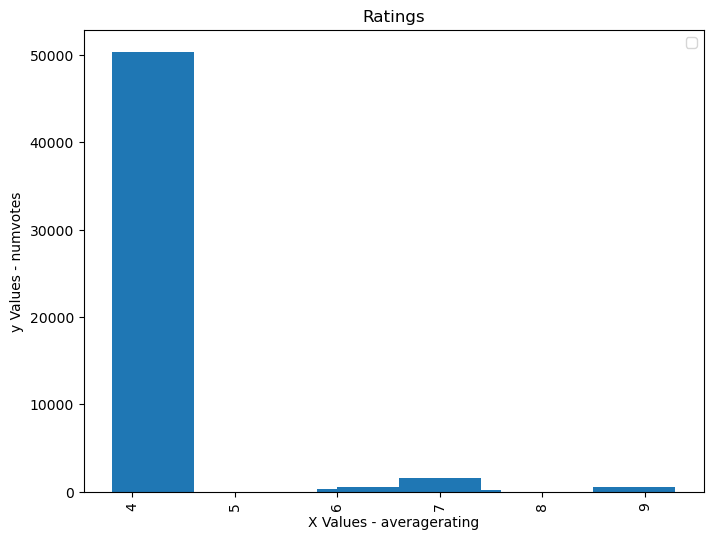 Ratings
y Values - numvotes
50000
40000
30000
20000
10000
0
4 5 6 7 8 9
X Values - averagerating